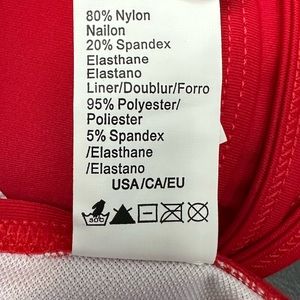 80% Nylon
Nailon
20% Spandex
Elasthane
Elastano
Liner/Doublur/Forro
95% Polyester/
Poliester
5% Spandex
/Elasthane
/Elastano
USA/CA/EU